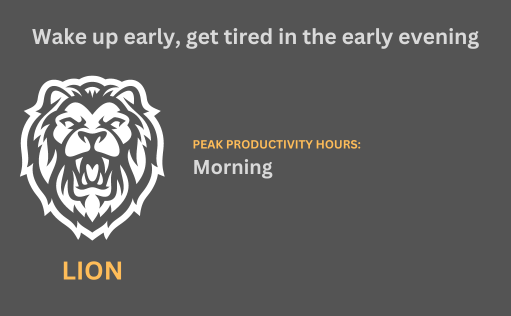 Wake up early, get tired in the early evening
PEAK PRODUCTIVITY HOURS:
Morning
LION